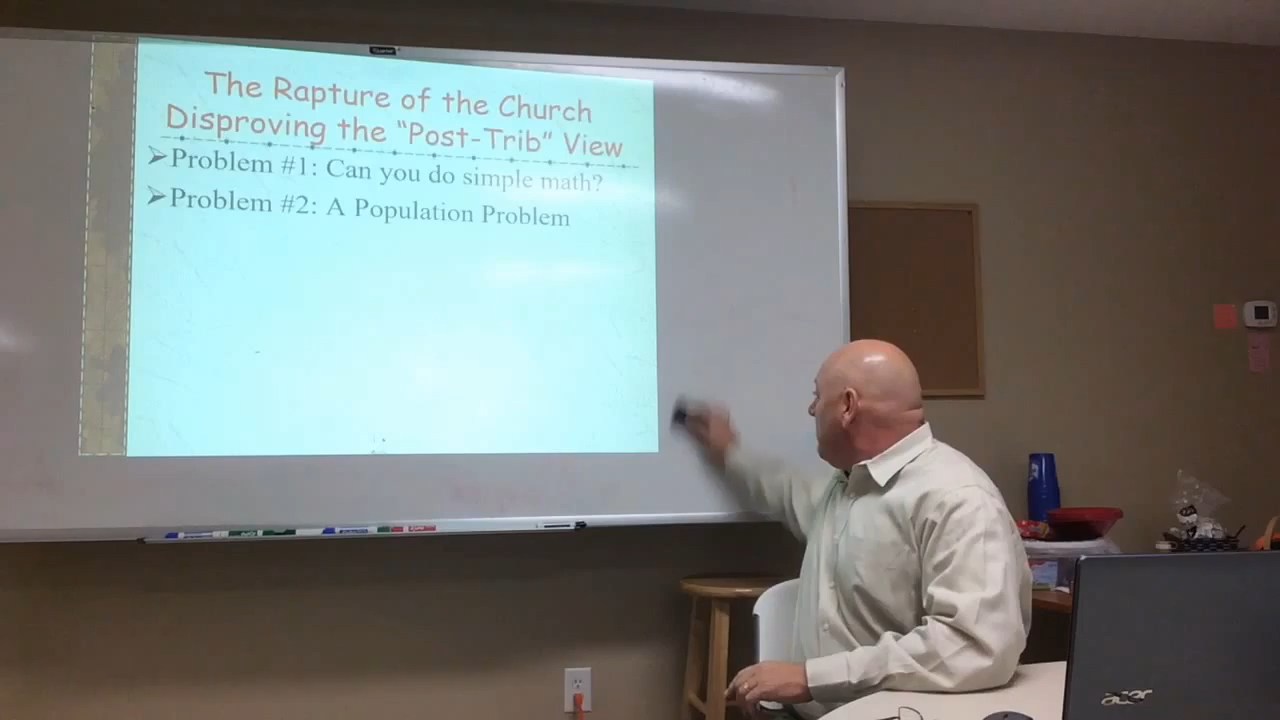 The Rapture of the Church
Disproving the “Post-Trib” View
➢Problem #1: Can you do simple math?
➢Problem #2: A Population Problem
acer